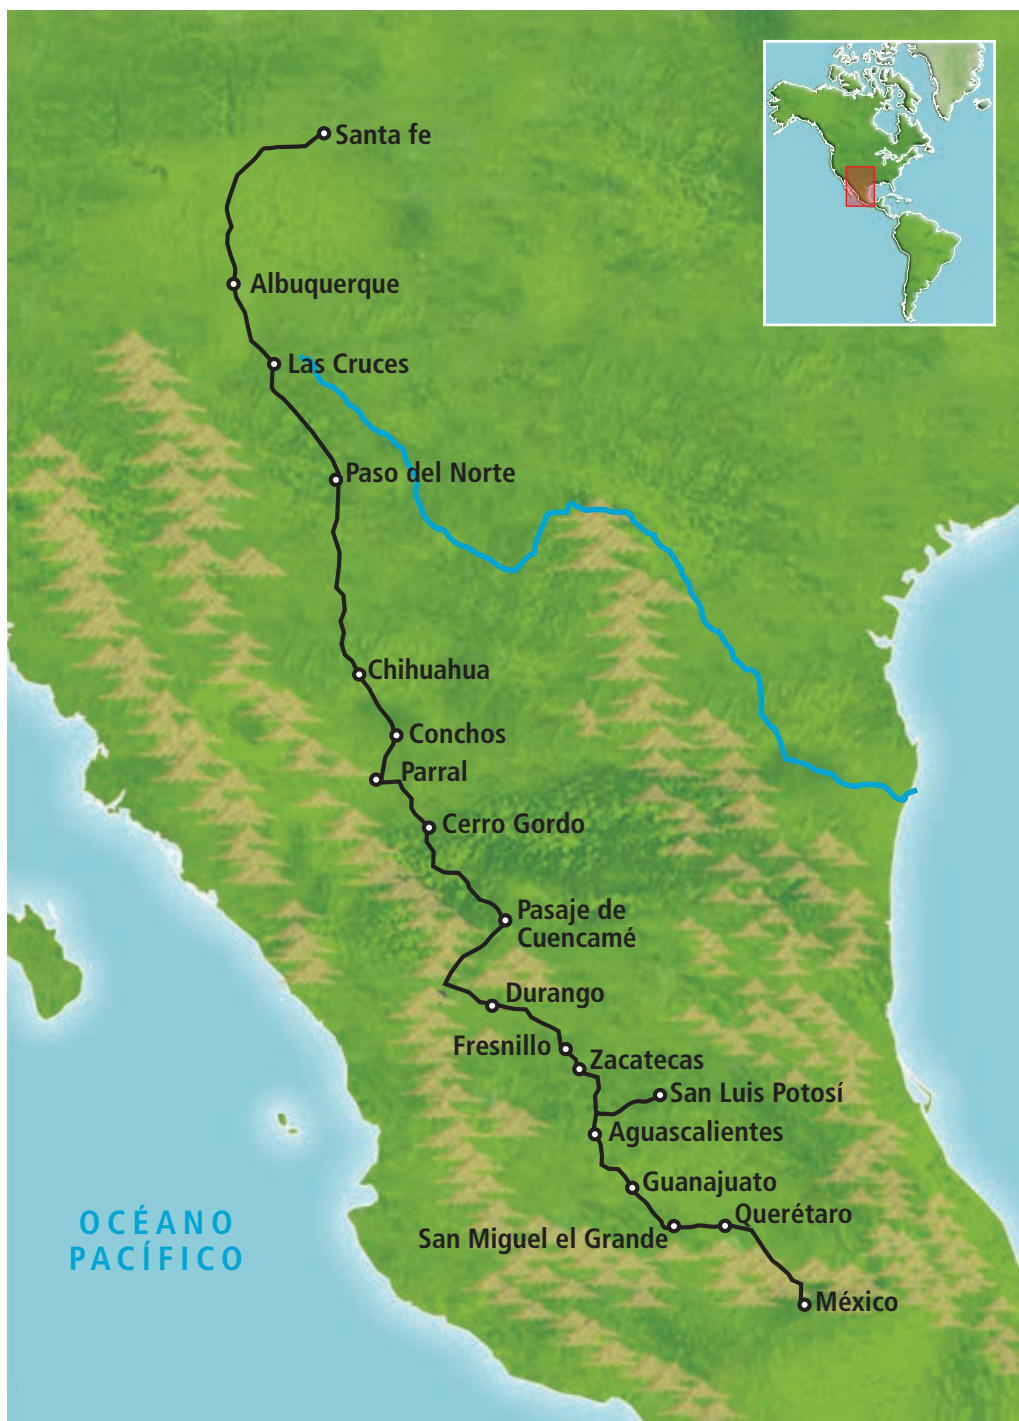 Santa fe
Albuquerque
Las Cruces
Paso del Norte
Chihuahua
Conchos
Parral
Cerro Gordo
Pasaje de
Cuencamé
Durango
Fresnillo
Zacatecas
San Luis Potosí
Aguascalientes
Guanajuato
Querétaro
San Miguel el Grande
OCÉANO
PACÍFICO
México